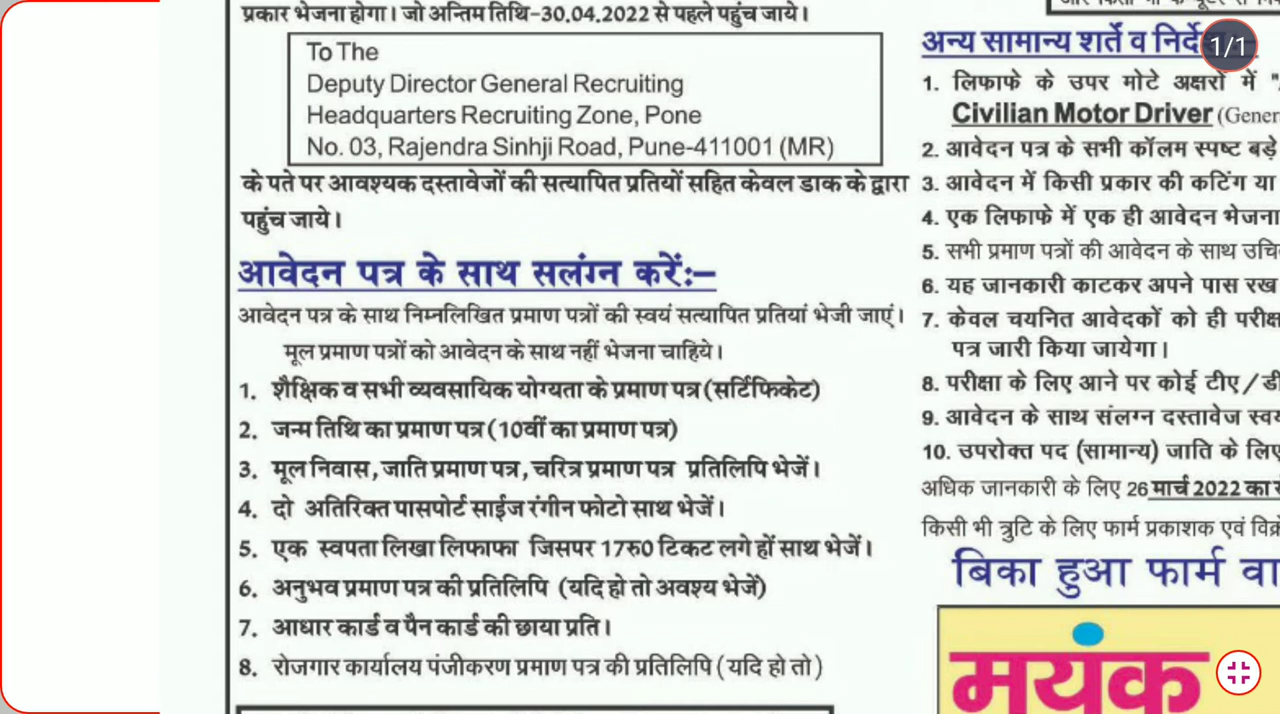 प्रकार भेजना होगा। जो अन्तिम तिथि-30.04.2022 से पहले पहुंच जाये।
To The
Deputy Director General Recruiting
Headquarters Recruiting Zone, Pone
No. 03, Rajendra Sinhji Road, Pune-411001 (MR)
के पते पर आवश्यक दस्तावेजों की सत्यापित प्रतियों सहित केवल डाक के द्वारा
पहुंच जाये।
आवेदन पत्र के साथ सलंग्न करें:–
आवेदन पत्र के साथ निम्नलिखित प्रमाण पत्रों की स्वयं सत्यापित प्रतियां भेजी जाएं।
मूल प्रमाण पत्रों को आवेदन के साथ नहीं भेजना चाहिये।
1. शैक्षिक व सभी व्यवसायिक योग्यता के प्रमाण पत्र (सर्टिफिकेट)
2. जन्म तिथि का प्रमाण पत्र (10वीं का प्रमाण पत्र)
3. मूल निवास, जाति प्रमाण पत्र, चरित्र प्रमाण पत्र प्रतिलिपि भेजें।
4. दो अतिरिक्त पासपोर्ट साईज रंगीन फोटो साथ भेजें।
5. एक स्वपता लिखा लिफाफा जिसपर 17रु0 टिकट लगे हों साथ भेजें।
6. अनुभव प्रमाण पत्र की प्रतिलिपि (यदि हो तो अवश्य भेजें)
7. आधार कार्ड व पैन कार्ड की छाया प्रति।
8. रोजगार कार्यालय पंजीकरण प्रमाण पत्र की प्रतिलिपि (यदि हो तो)
अन्य सामान्य शर्तें व
1/1
1. लिफाफे के उपर मोटे अक्षरों में
Civilian Motor Driver (Gener
2. आवेदन पत्र के सभी कॉलम स्पष्ट बड़े
3. आवेदन में किसी प्रकार की कटिंग या
4. एक लिफाफे में एक ही आवेदन भेजना
5. सभी प्रमाण पत्रों की आवेदन के साथ उचि
6. यह जानकारी काटकर अपने पास रख
7. केवल चयनित आवेदकों को ही परीक्ष
पत्र जारी किया जायेगा।
8. परीक्षा के लिए आने पर कोई टीए/डी
9. आवेदन के साथ संलग्न दस्तावेज स्वय
10. उपरोक्त पद (सामान्य) जाति के लिए
अधिक जानकारी के लिए 26 मार्च 2022 का
किसी भी त्रुटि के लिए फार्म प्रकाशक एवं विक्र
बिका हुआ फार्म वा
मयंक